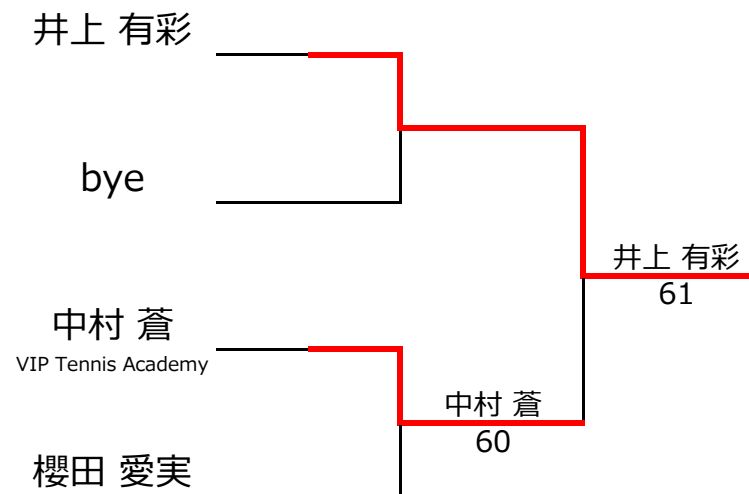 井上 有彩
bye
井上 有彩
61
中村 蒼
VIP Tennis Academy
中村 蒼
60
櫻田 愛実